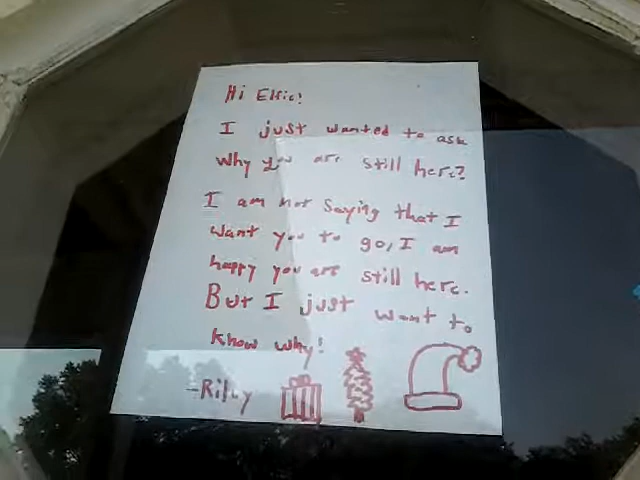 Hi Elfie!
I just wanted to ask
why you are still here?
I am not saying that I
want you to go, I am
happy you are still here.
But I just want to
know why!
-Riley